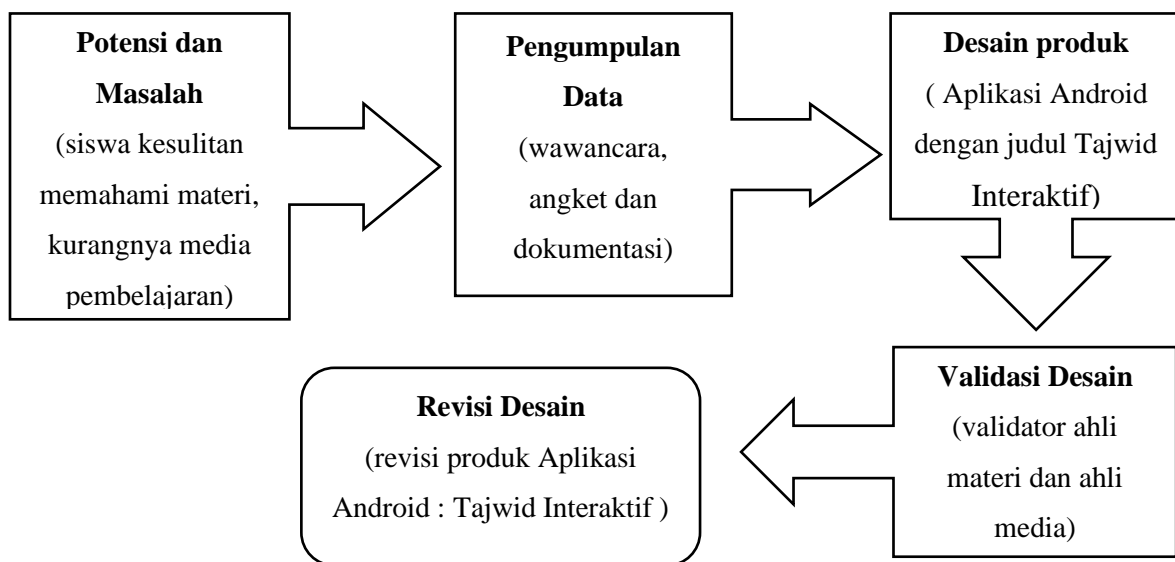 Potensi dan
Masalah
(siswa kesulitan
memahami materi,
kurangnya media
pembelajaran)
Pengumpulan
Data
(wawancara,
angket dan
dokumentasi)
Desain produk
( Aplikasi Android
dengan judul Tajwid
Interaktif)
Validasi Desain
(validator ahli
materi dan ahli
media)
Revisi Desain
(revisi produk Aplikasi
Android : Tajwid Interaktif )